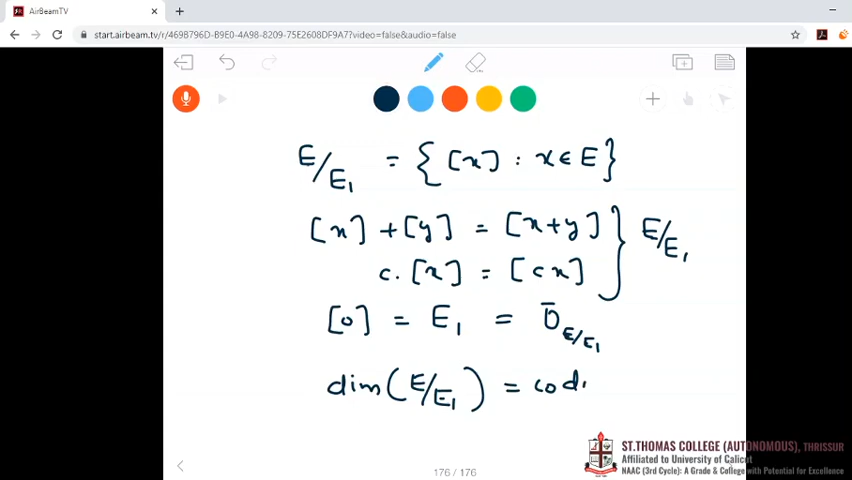 AirBeamTV
start.airbeam.tv/r/4698796D-B9E0-4A98-8209-75E2608DF9A7?video=false&audio=false
E/E₁ = { [x] : x ∈ E }
[x] + [y] = [x+y] } E/E₁
c. [x] = [cx]
[0] = E₁ = 0̄_E/E₁
dim(E/E₁) = cod
176 / 176
ST.THOMAS COLLEGE (AUTONOMOUS), THRISSUR
Affiliated to University of Calicut
NAAC (3rd Cycle): A Grade & College with Potential for Excellence